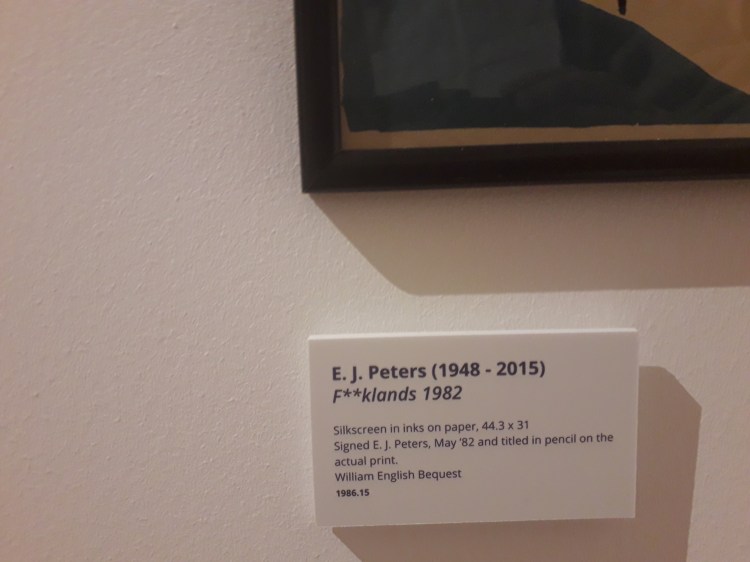 E. J. Peters (1948 - 2015)
F**klands 1982
Silkscreen in inks on paper, 44.3 x 31
Signed E. J. Peters, May '82 and titled in pencil on the
actual print.
William English Bequest
1986.15